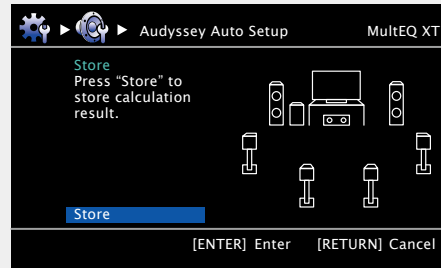 Audyssey Auto Setup MultEQ XT
Store
Press “Store” to
store calculation
result.
Store
[ENTER] Enter [RETURN] Cancel